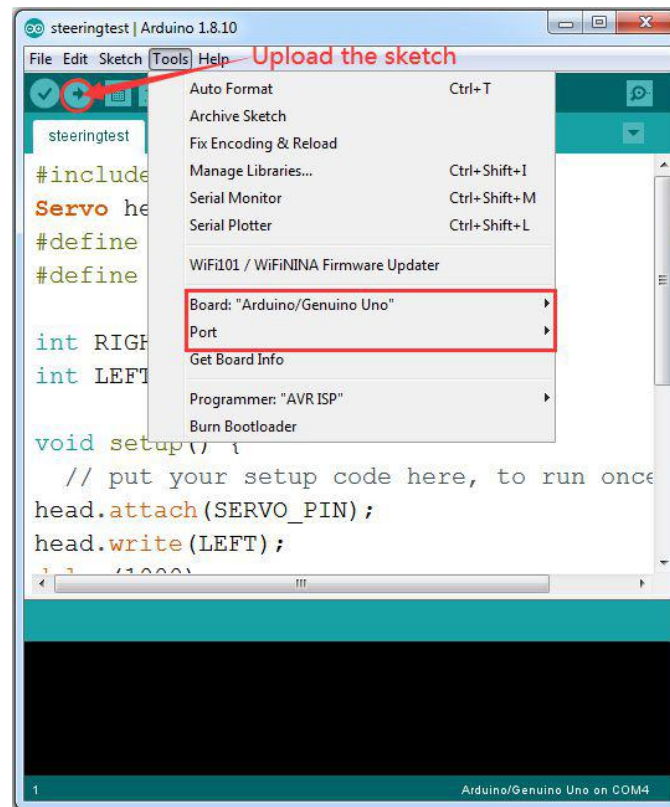 steeringtest | Arduino 1.8.10
File Edit Sketch Tools Help
Upload the sketch
steeringtest
Auto Format Ctrl+T
Archive Sketch
Fix Encoding & Reload
Manage Libraries... Ctrl+Shift+I
Serial Monitor Ctrl+Shift+M
Serial Plotter Ctrl+Shift+L
WiFi101 / WiFiNINA Firmware Updater
Board: "Arduino/Genuino Uno"
Port
Get Board Info
Programmer: "AVR ISP"
Burn Bootloader
#include
Servo he
#define
#define
int RIGH
int LEFT
void setup() {
// put your setup code here, to run once
head.attach(SERVO_PIN);
head.write(LEFT);
1
Arduino/Genuino Uno on COM4